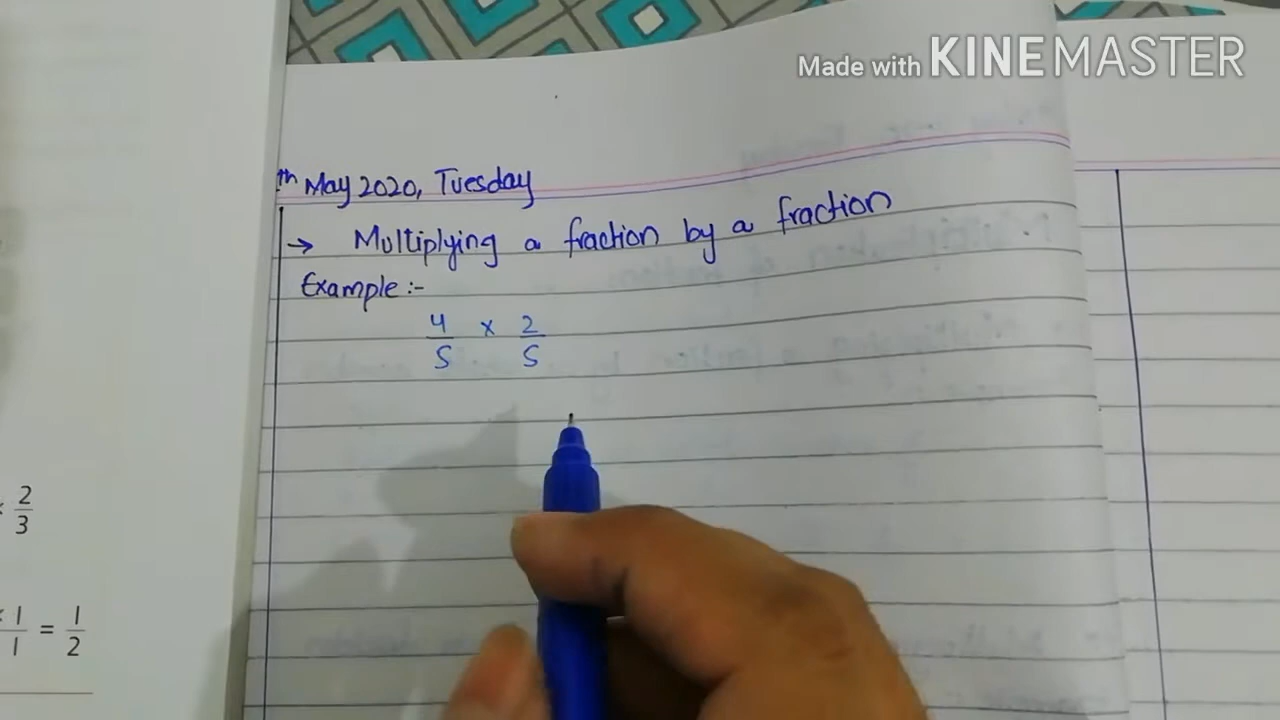 Made with KINEMASTER
th May 2020, Tuesday
→ Multiplying a fraction by a fraction
Example :-
4/5 × 2/5
× 2/3
× 1/1 = 1/2